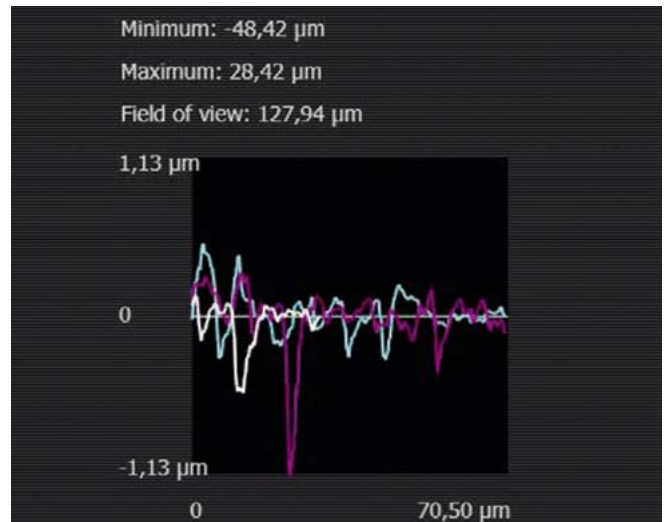 Minimum: -48,42 µm
Maximum: 28,42 µm
Field of view: 127,94 µm
1,13 µm
0
-1,13 µm
0 70,50 µm